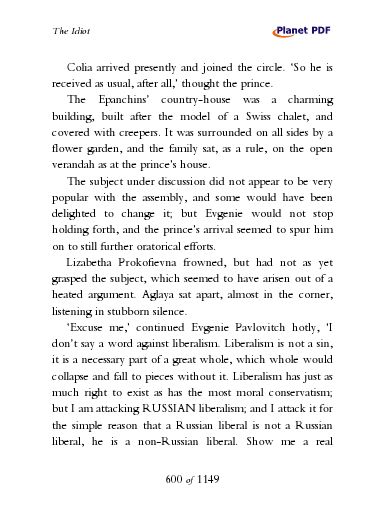 The Idiot
Planet PDF
Colia arrived presently and joined the circle. ‘So he is
received as usual, after all,’ thought the prince.
The Epanchins’ country-house was a charming
building, built after the model of a Swiss chalet, and
covered with creepers. It was surrounded on all sides by a
flower garden, and the family sat, as a rule, on the open
verandah as at the prince’s house.
The subject under discussion did not appear to be very
popular with the assembly, and some would have been
delighted to change it; but Evgenie would not stop
holding forth, and the prince’s arrival seemed to spur him
on to still further oratorical efforts.
Lizabetha Prokofievna frowned, but had not as yet
grasped the subject, which seemed to have arisen out of a
heated argument. Aglaya sat apart, almost in the corner,
listening in stubborn silence.
‘Excuse me,’ continued Evgenie Pavlovitch hotly, ‘I
don’t say a word against liberalism. Liberalism is not a sin,
it is a necessary part of a great whole, which whole would
collapse and fall to pieces without it. Liberalism has just as
much right to exist as has the most moral conservatism;
but I am attacking RUSSIAN liberalism; and I attack it for
the simple reason that a Russian liberal is not a Russian
liberal, he is a non-Russian liberal. Show me a real
600 of 1149